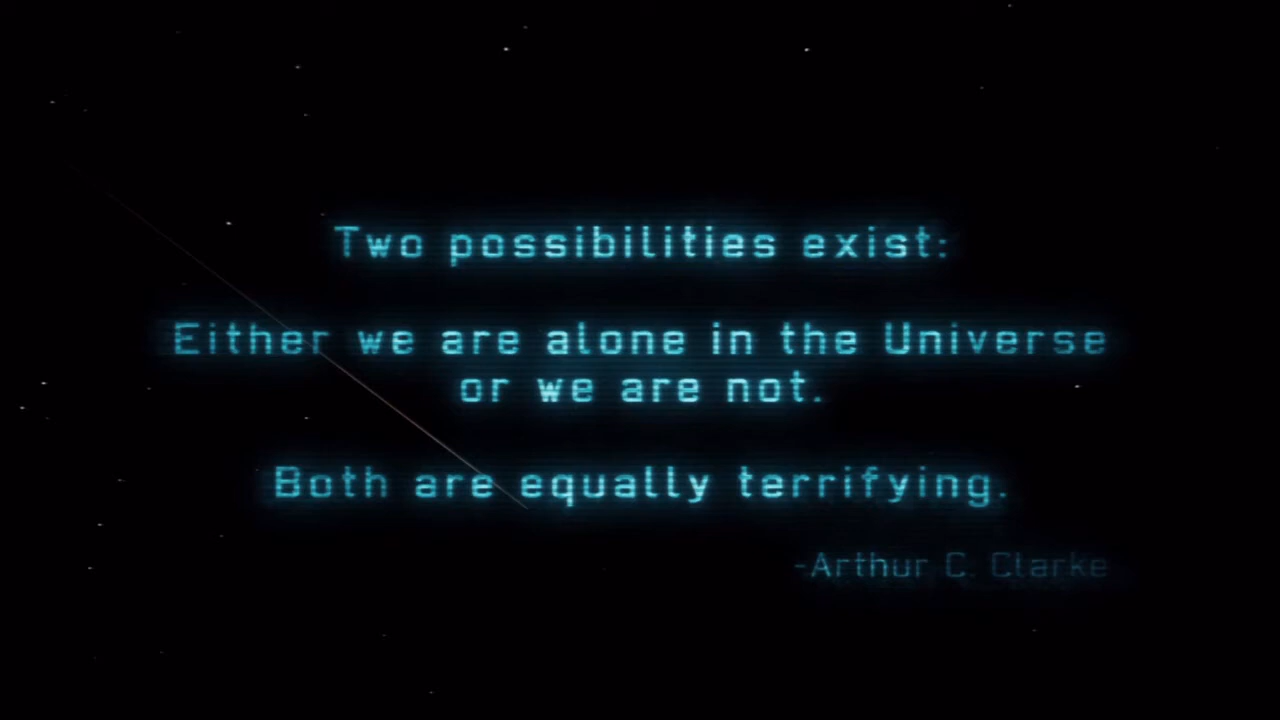 Two possibilities exist:
Either we are alone in the Universe
or we are not.
Both are equally terrifying.
-Arthur C. Clarke